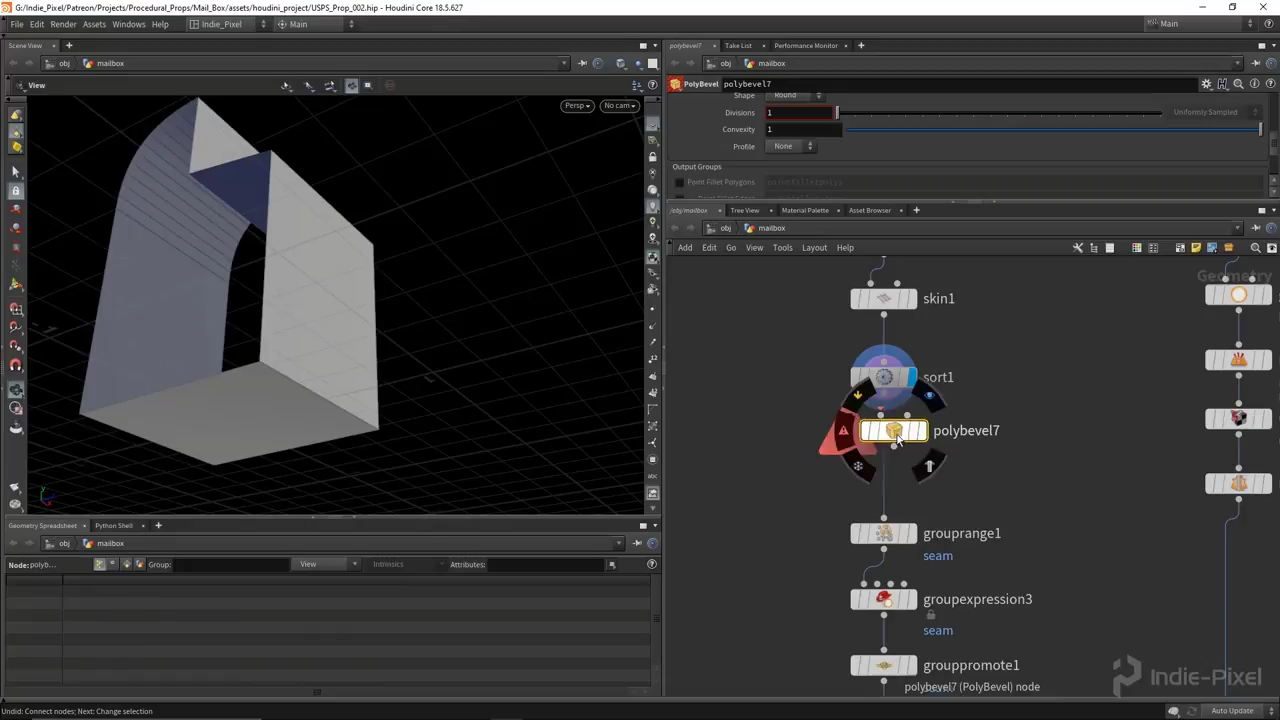 G:/Indie_Pixel/Patreon/Projects/Procedural_Props/Mail_Box/assets/houdini_project/USPS_Prop_002.hip - Houdini Core 18.5.627
File Edit Render Assets Windows Help Indie_Pixel Main Main
Scene View
polybevel7 Take List Performance Monitor
obj mailbox
obj mailbox
View
PolyBevel polybevel7
Persp No cam
Shape Round
Divisions 1 Uniformly Sampled
Convexity 1
Profile None
Output Groups
Point Fillet Polygons pointfilletpolys
/obj/mailbox Tree View Material Palette Asset Browser
obj mailbox
Add Edit Go View Tools Layout Help
Geometry
skin1
sort1
polybevel7
grouprange1
seam
groupexpression3
seam
grouppromote1
polybevel7 (PolyBevel) node
Indie-Pixel
Geometry Spreadsheet Python Shell
obj mailbox
Node: polyb... Group: View Intrinsics Attributes:
Undid: Connect nodes; Next: Change selection
Auto Update